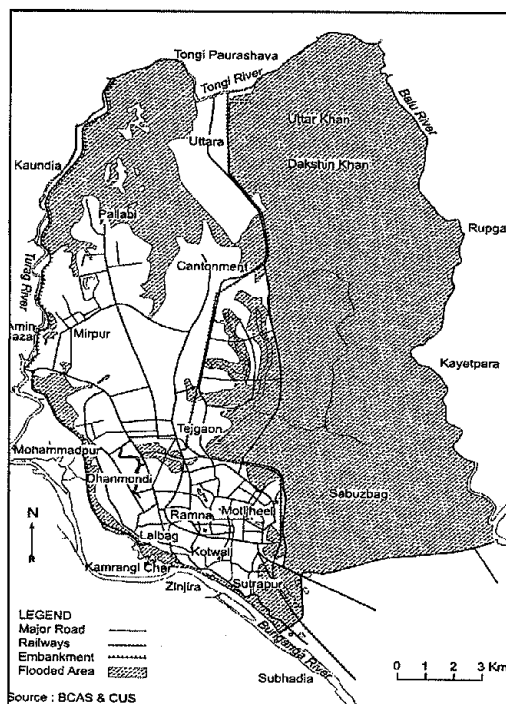 Tongi Paurashava
Tongi River
Balu River
Uttar Khan
Uttara
Dakshin Khan
Kaundia
Pallabi
Rupga
Turag River
Cantonment
Amin
Baza
Mirpur
Kayetpara
Tejgaon
Mohammadpur
Dhanmondi
Sabuzbag
N
Ramna
Motijheel
Lalbag
R
Kotwali
Kamrangi Char
Zinjira
Sutrapur
LEGEND
Major Road
Railways
Embankment
Flooded Area
Buriganga River
Subhadia
0 1 2 3 Km
Source : BCAS & CUS